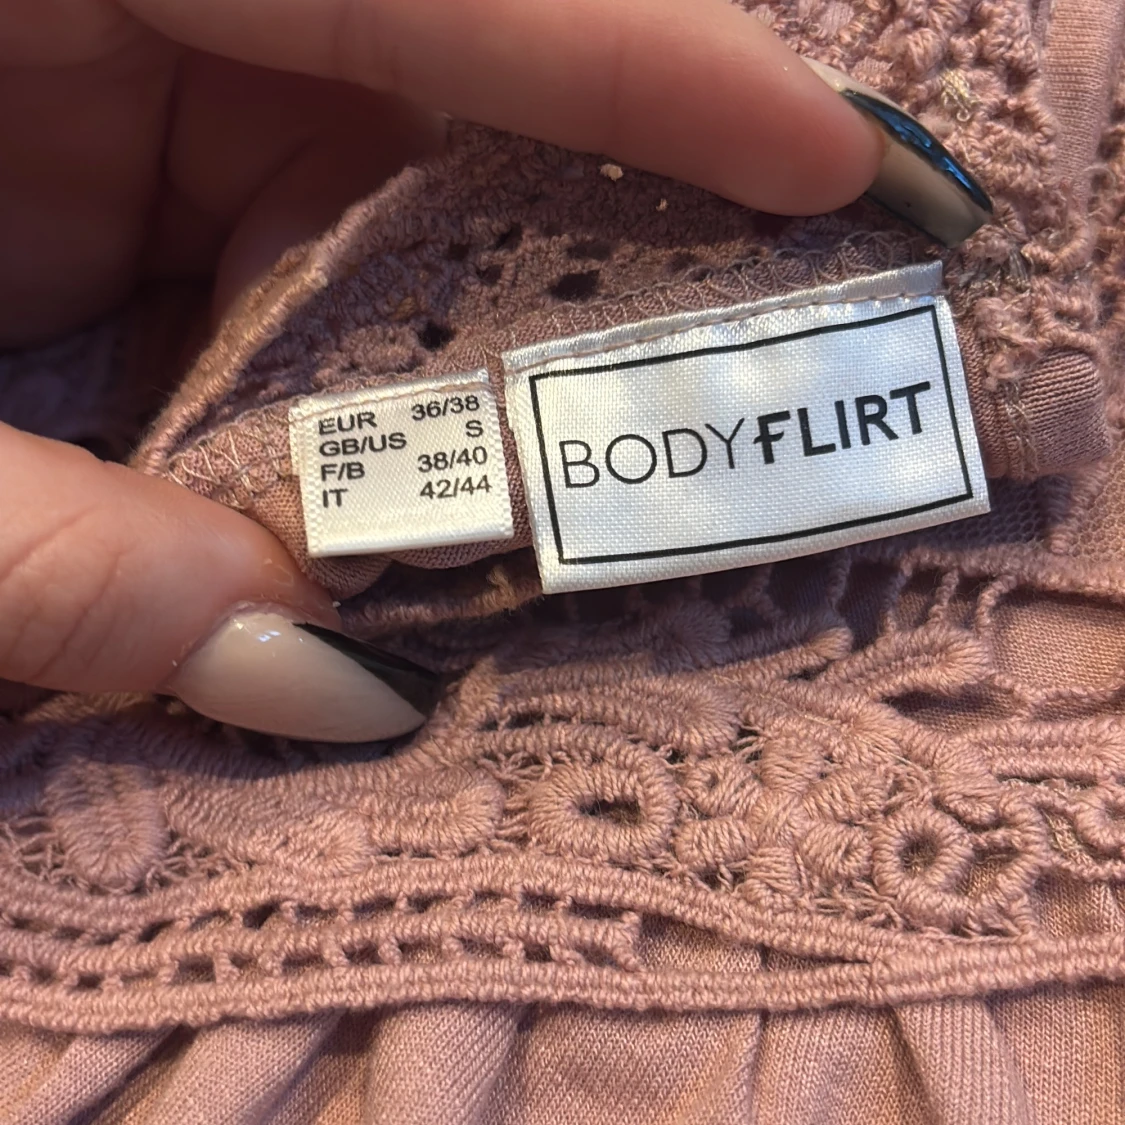 EUR 36/38
GB/US S
F/B 38/40
IT 42/44
BODYFLIRT